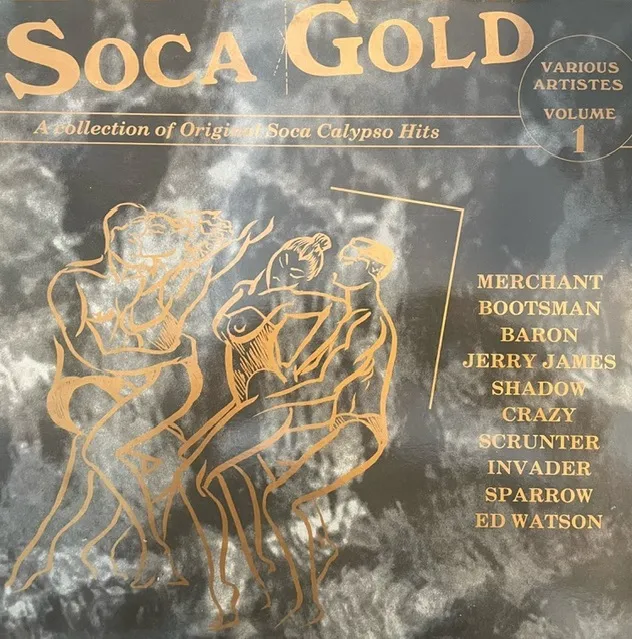 SOCA GOLD
VARIOUS
ARTISTES
VOLUME
1
A collection of Original Soca Calypso Hits
MERCHANT
BOOTSMAN
BARON
JERRY JAMES
SHADOW
CRAZY
SCRUNTER
INVADER
SPARROW
ED WATSON